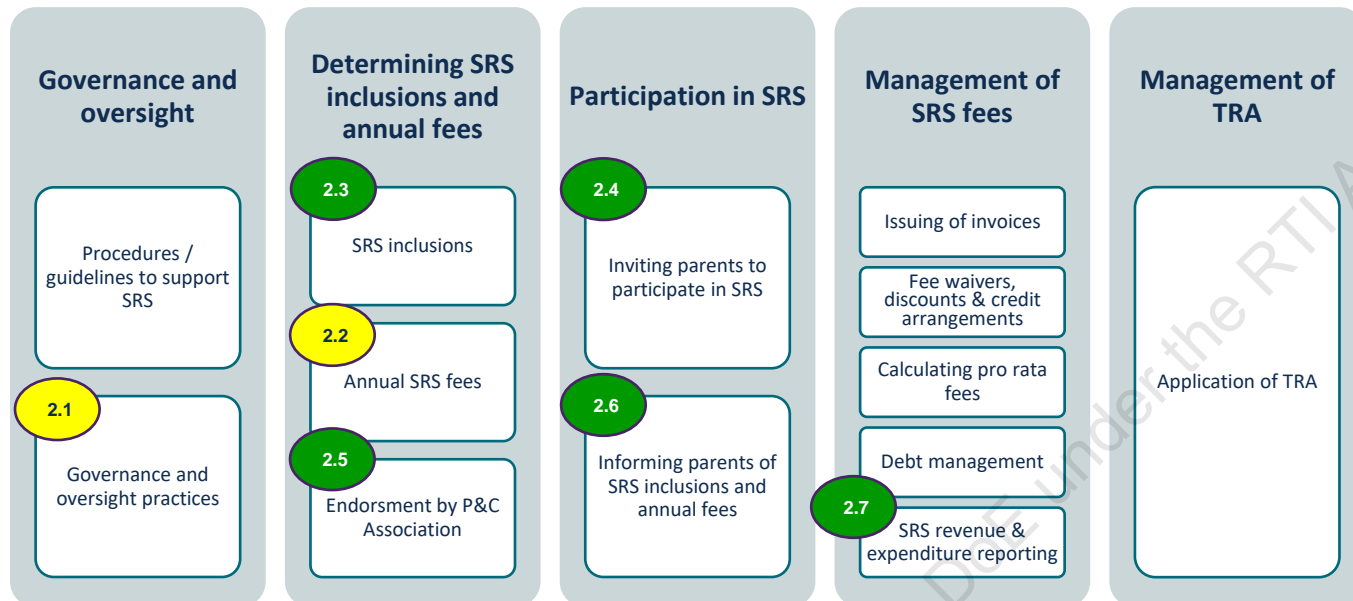 Governance and
oversight
Procedures /
guidelines to support
SRS
2.1
Governance and
oversight practices
Determining SRS
inclusions and
annual fees
2.3
SRS inclusions
2.2
Annual SRS fees
2.5
Endorsment by P&C
Association
Participation in SRS
2.4
Inviting parents to
participate in SRS
2.6
Informing parents of
SRS inclusions and
annual fees
Management of
SRS fees
Issuing of invoices
Fee waivers,
discounts & credit
arrangements
Calculating pro rata
fees
Debt management
2.7
SRS revenue &
expenditure reporting
Management of
TRA
Application of TRA
DoE under the RTI A